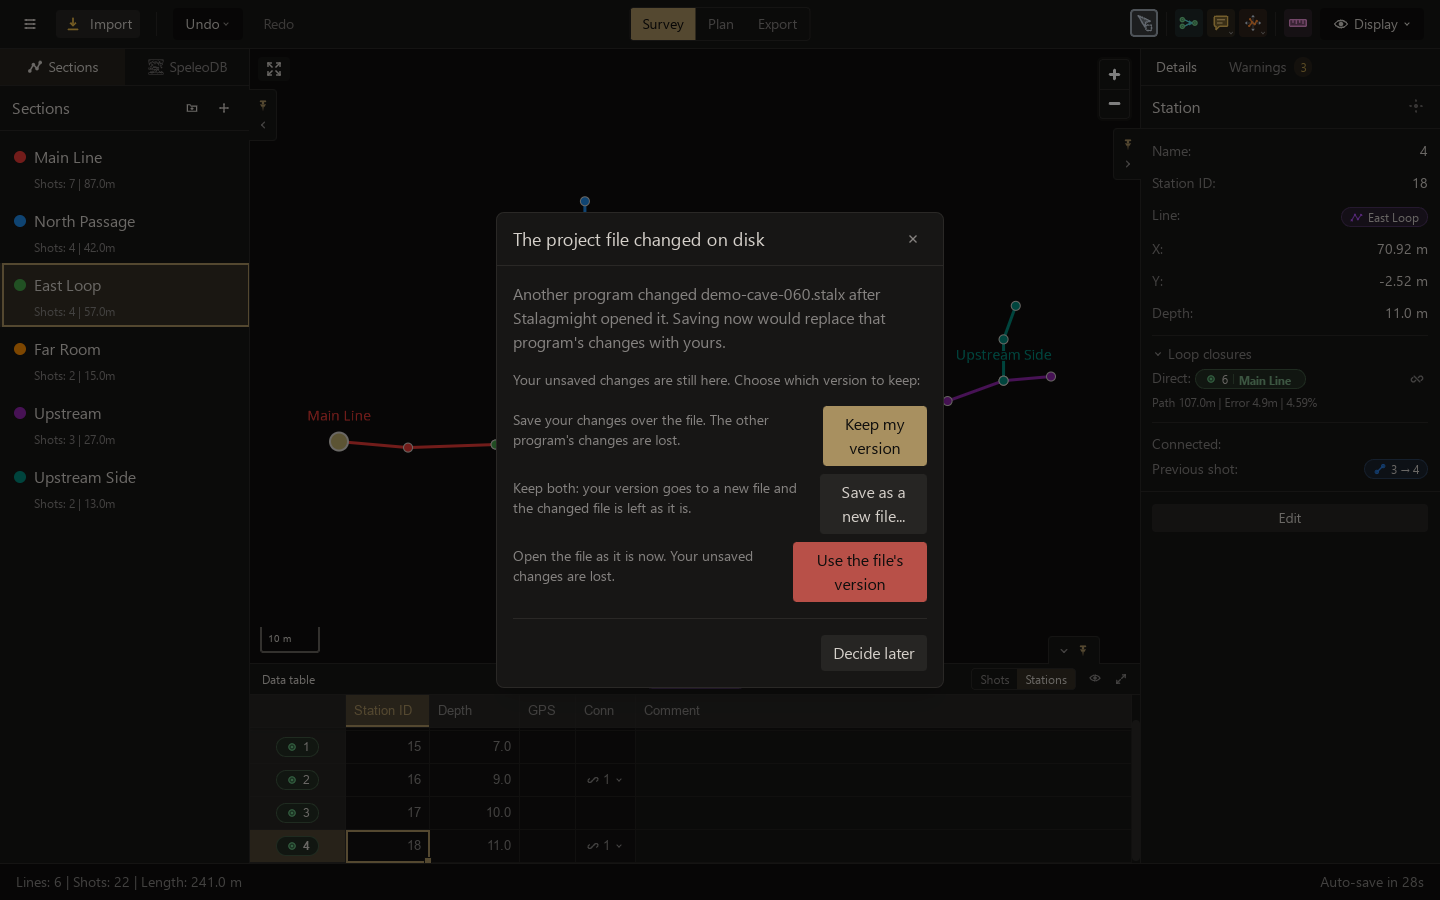 Import
Undo
Redo
Survey
Plan
Export
Display
Sections
SpeleoDB
Sections
Main Line
Shots: 7 | 87.0m
North Passage
Shots: 4 | 42.0m
East Loop
Shots: 4 | 57.0m
Far Room
Shots: 2 | 15.0m
Upstream
Shots: 3 | 27.0m
Upstream Side
Shots: 2 | 13.0m
Main Line
Upstream Side
10 m
The project file changed on disk
Another program changed demo-cave-060.stalx after
Stalagmight opened it. Saving now would replace that
program's changes with yours.
Your unsaved changes are still here. Choose which version to keep:
Save your changes over the file. The other
program's changes are lost.
Keep my
version
Keep both: your version goes to a new file and
the changed file is left as it is.
Save as a
new file...
Open the file as it is now. Your unsaved
changes are lost.
Use the file's
version
Decide later
Details
Warnings 3
Station
Name: 4
Station ID: 18
Line: East Loop
X: 70.92 m
Y: -2.52 m
Depth: 11.0 m
Loop closures
Direct: 6 Main Line
Path 107.0m | Error 4.9m | 4.59%
Connected:
Previous shot: 3→4
Edit
Data table
Shots
Stations
Station ID Depth GPS Conn Comment
1 15 7.0
2 16 9.0 1
3 17 10.0
4 18 11.0 1
Lines: 6 | Shots: 22 | Length: 241.0 m
Auto-save in 28s